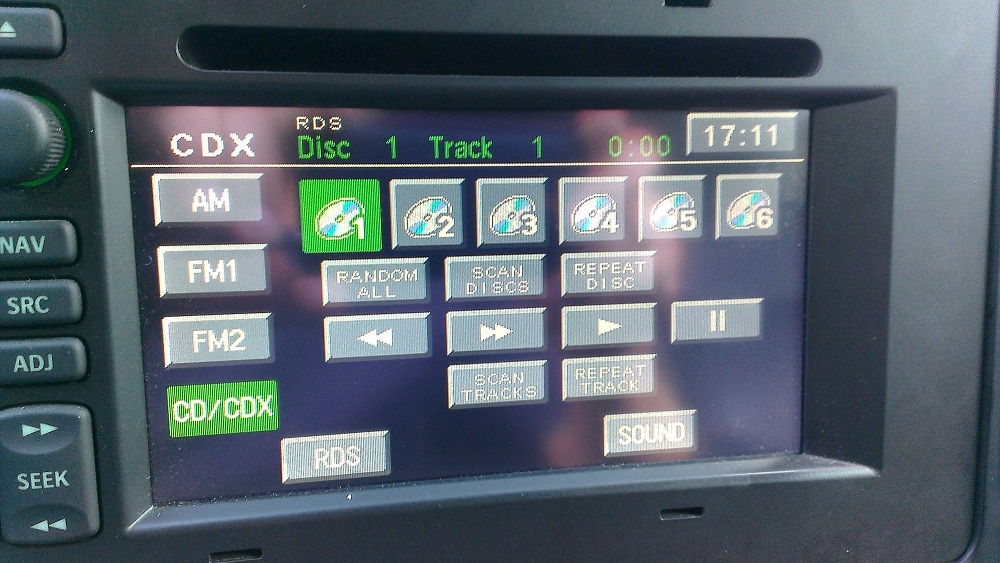 RDS
CDX Disc 1 Track 1 0:00 17:11
AM 1 2 3 4 5 6
NAV
FM1 RANDOM ALL SCAN DISCS REPEAT DISC
SRC
FM2
ADJ
SCAN TRACKS REPEAT TRACK
CD/CDX
SEEK
RDS SOUND